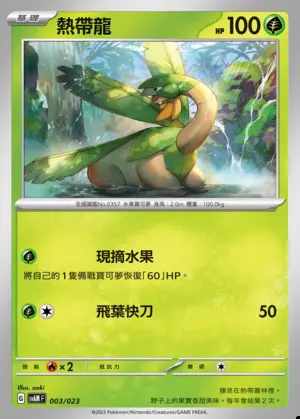 基礎 熱帶龍 HP 100
全國圖鑑No.0357 水果寶可夢 身高：2.0m 體重：100.0kg
現摘水果
將自己的1隻備戰寶可夢恢復「60」HP。
飛葉快刀 50
弱點 ×2 抵抗力 撤退
illus. aoki
G SVAM F 003/023
棲息在熱帶叢林裡。
脖子上的果實香甜美味，每年會結果2次。
©2023 Pokémon/Nintendo/Creatures/GAME FREAK.